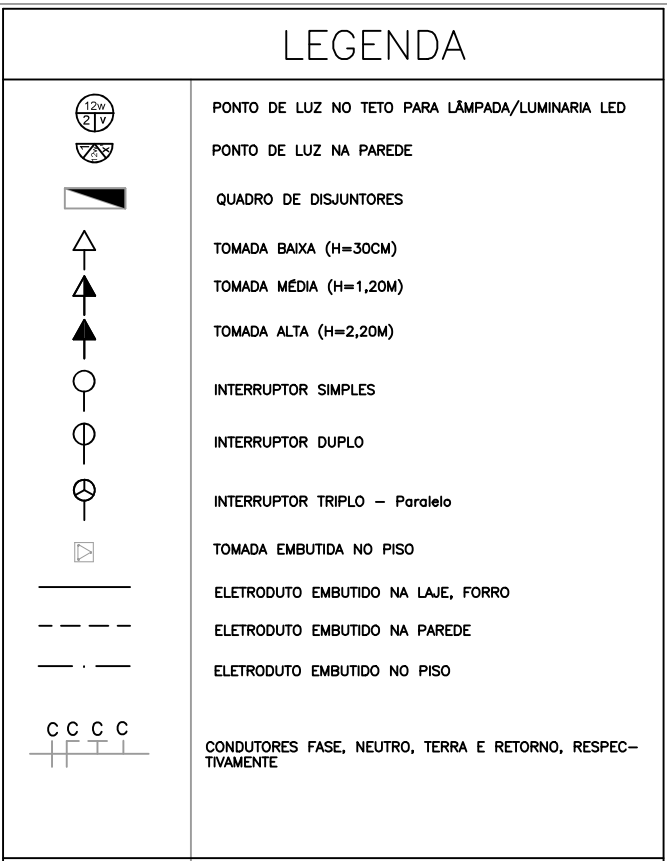 LEGENDA
12w
2 V
PONTO DE LUZ NO TETO PARA LÂMPADA/LUMINARIA LED
1 12w X
PONTO DE LUZ NA PAREDE
QUADRO DE DISJUNTORES
TOMADA BAIXA (H=30CM)
TOMADA MÉDIA (H=1,20M)
TOMADA ALTA (H=2,20M)
INTERRUPTOR SIMPLES
INTERRUPTOR DUPLO
INTERRUPTOR TRIPLO – Paralelo
TOMADA EMBUTIDA NO PISO
ELETRODUTO EMBUTIDO NA LAJE, FORRO
ELETRODUTO EMBUTIDO NA PAREDE
ELETRODUTO EMBUTIDO NO PISO
C C C C
CONDUTORES FASE, NEUTRO, TERRA E RETORNO, RESPEC–
TIVAMENTE